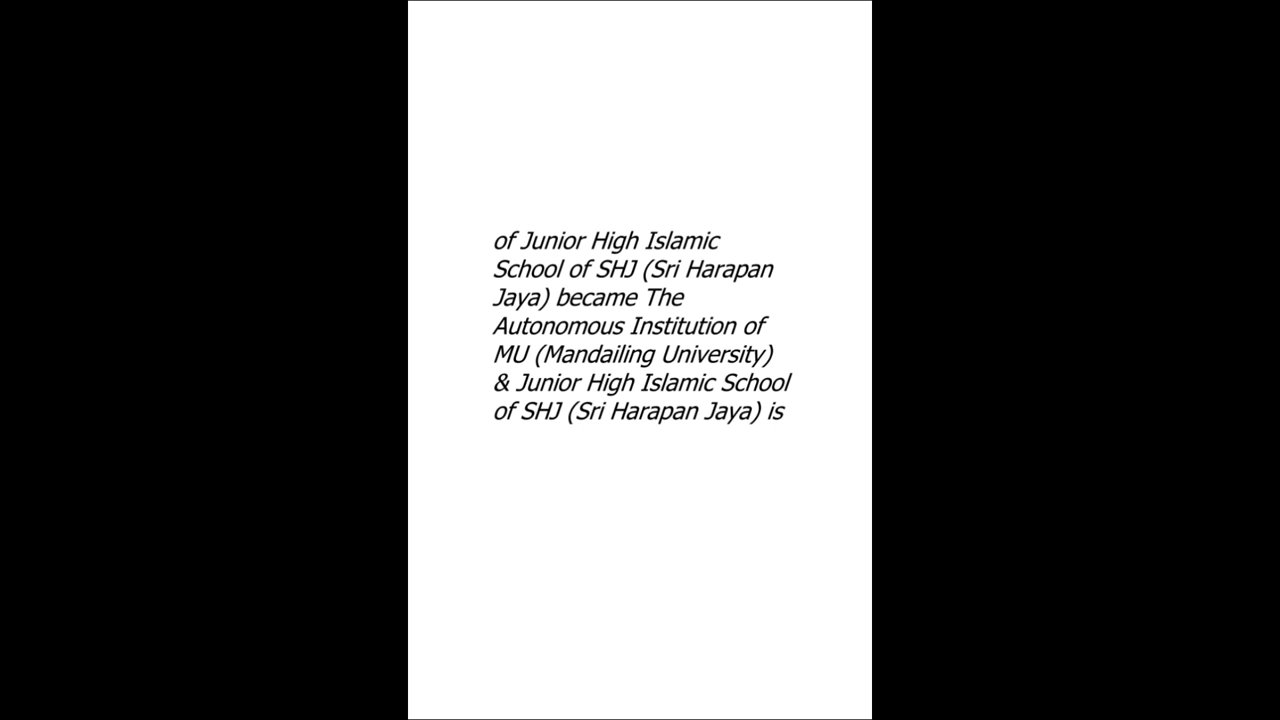 of Junior High Islamic
School of SHJ (Sri Harapan
Jaya) became The
Autonomous Institution of
MU (Mandailing University)
& Junior High Islamic School
of SHJ (Sri Harapan Jaya) is